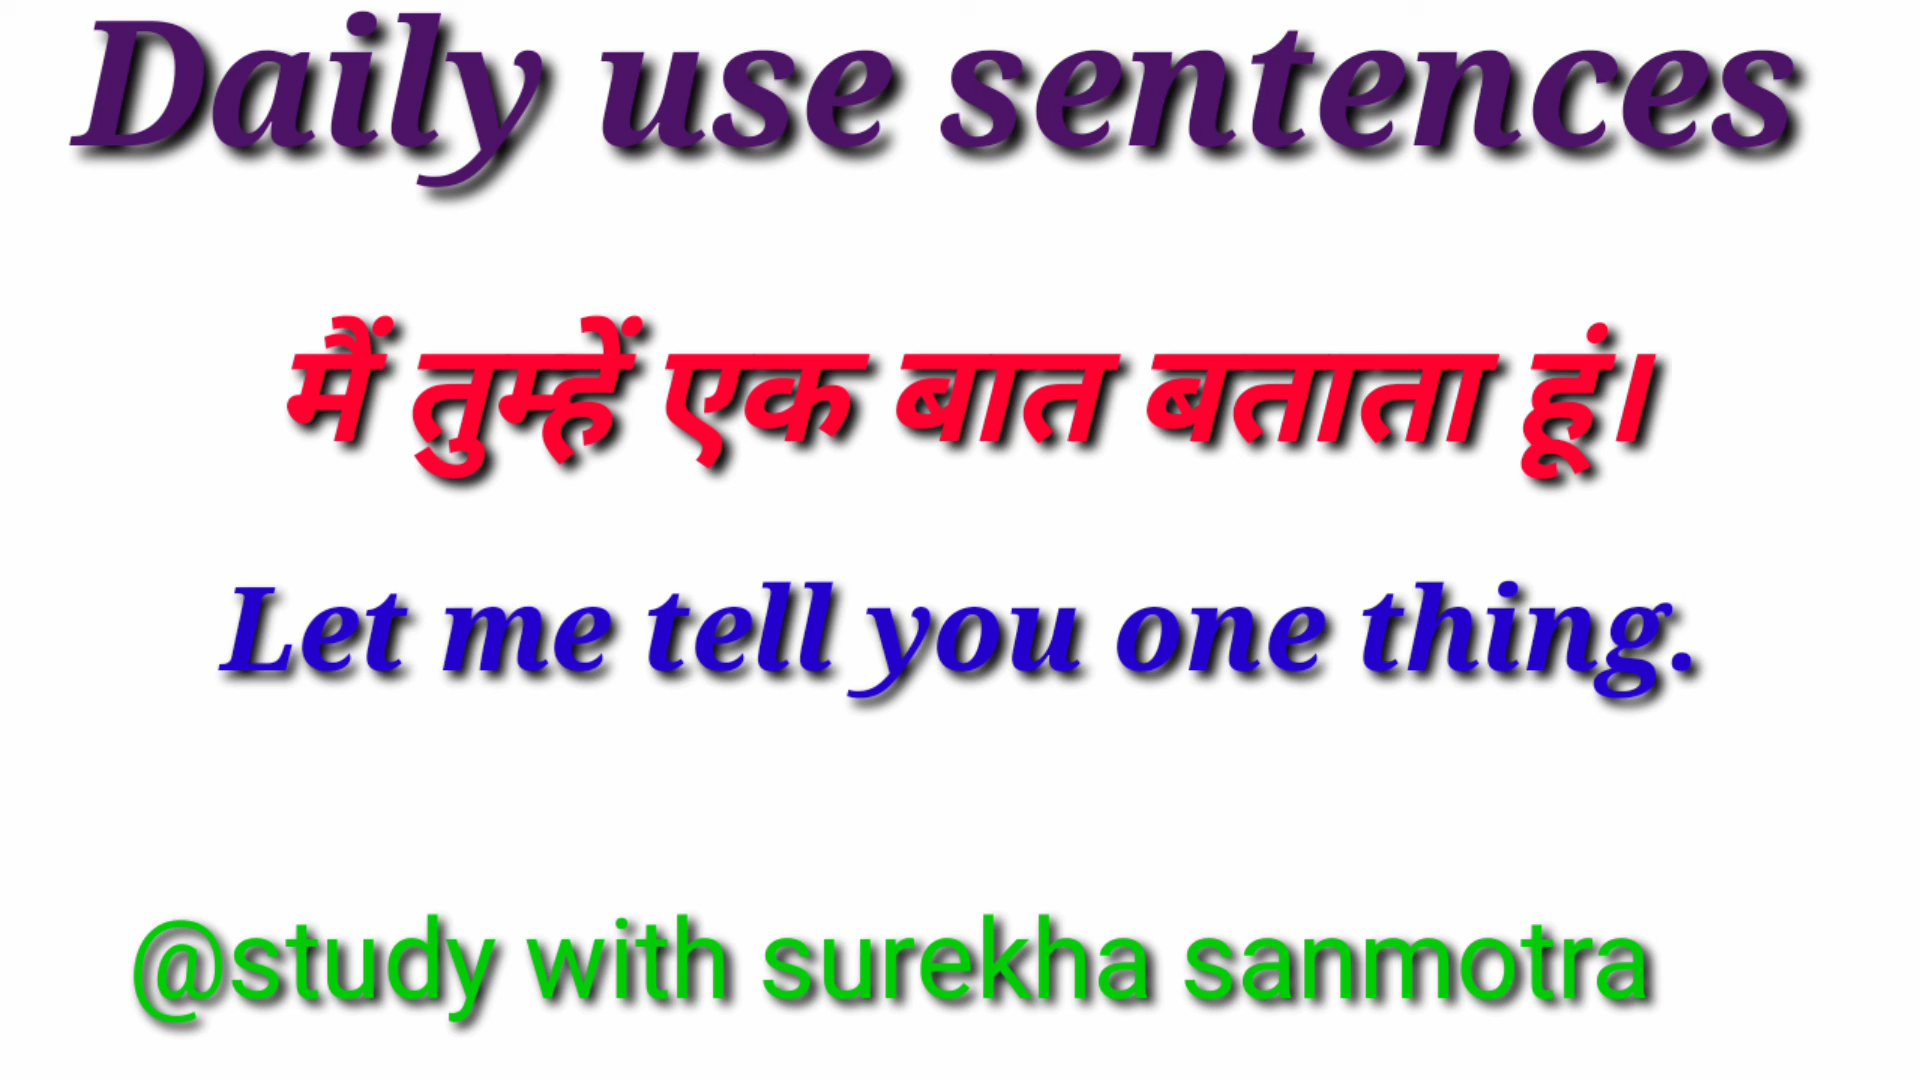 Daily use sentences
मैं तुम्हें एक बात बताता हूं।
Let me tell you one thing.
@study with surekha sanmotra